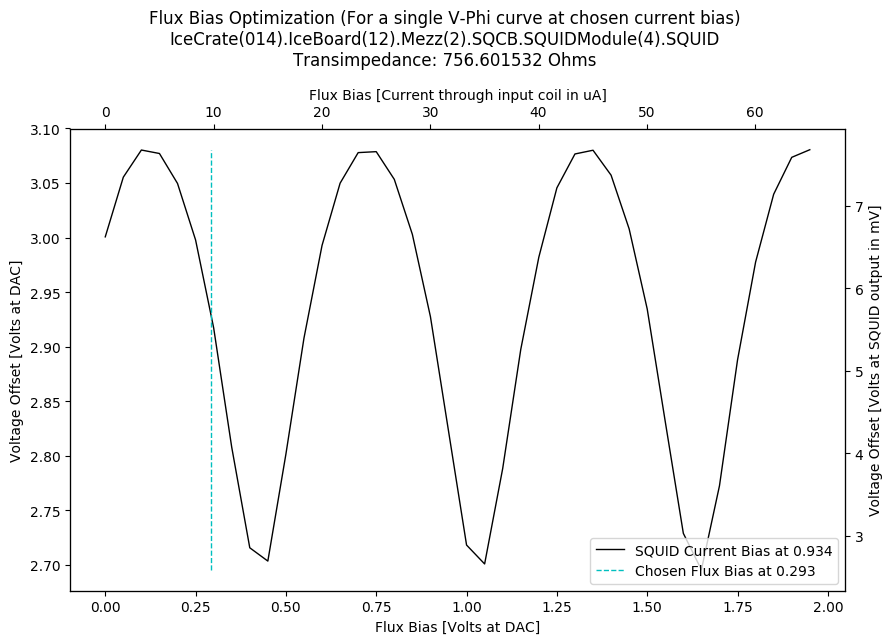 Flux Bias Optimization (For a single V-Phi curve at chosen current bias)
IceCrate(014).IceBoard(12).Mezz(2).SQCB.SQUIDModule(4).SQUID
Transimpedance: 756.601532 Ohms
Flux Bias [Current through input coil in uA]
0 10 20 30 40 50 60
Voltage Offset [Volts at DAC]
3.10
3.05
3.00
2.95
2.90
2.85
2.80
2.75
2.70
7
6
5
4
3
Voltage Offset [Volts at SQUID output in mV]
SQUID Current Bias at 0.934
Chosen Flux Bias at 0.293
0.00 0.25 0.50 0.75 1.00 1.25 1.50 1.75 2.00
Flux Bias [Volts at DAC]